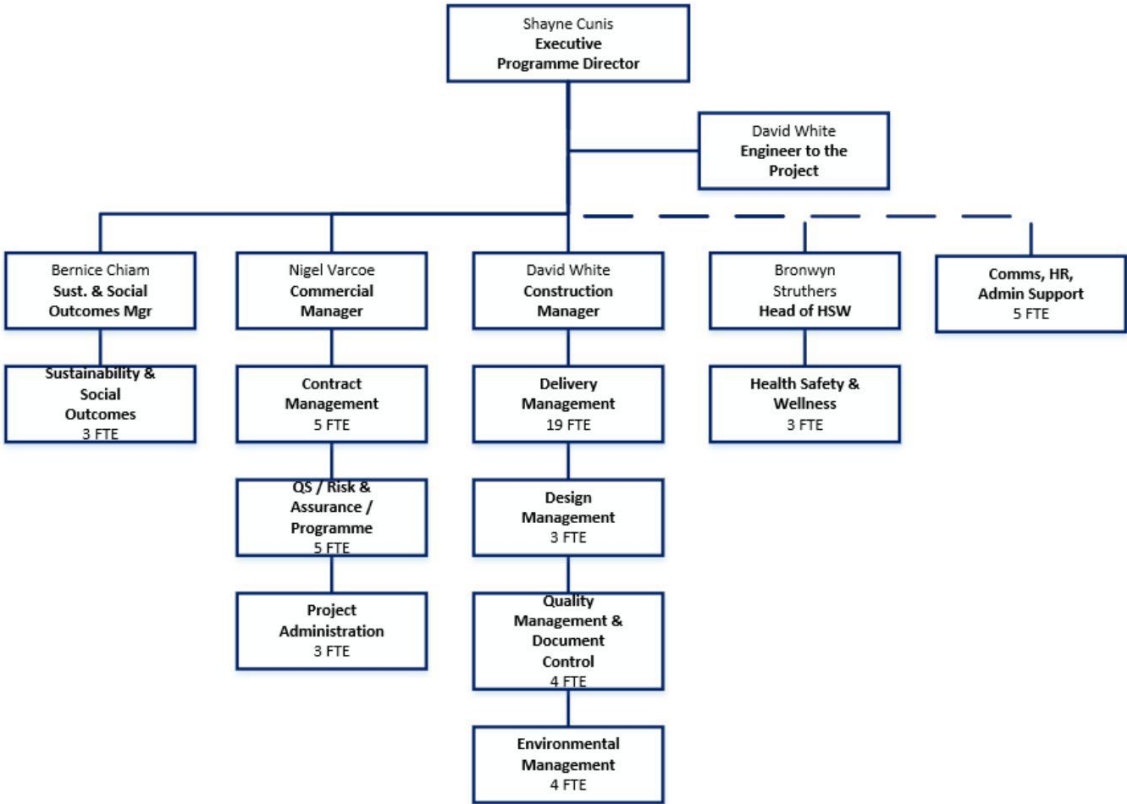 Shayne Cunis
Executive
Programme Director
David White
Engineer to the
Project
Bernice Chiam
Sust. & Social
Outcomes Mgr
Nigel Varcoe
Commercial
Manager
David White
Construction
Manager
Bronwyn
Struthers
Head of HSW
Comms, HR,
Admin Support
5 FTE
Sustainability &
Social
Outcomes
3 FTE
Contract
Management
5 FTE
Delivery
Management
19 FTE
Health Safety &
Wellness
3 FTE
QS / Risk &
Assurance /
Programme
5 FTE
Design
Management
3 FTE
Project
Administration
3 FTE
Quality
Management &
Document
Control
4 FTE
Environmental
Management
4 FTE